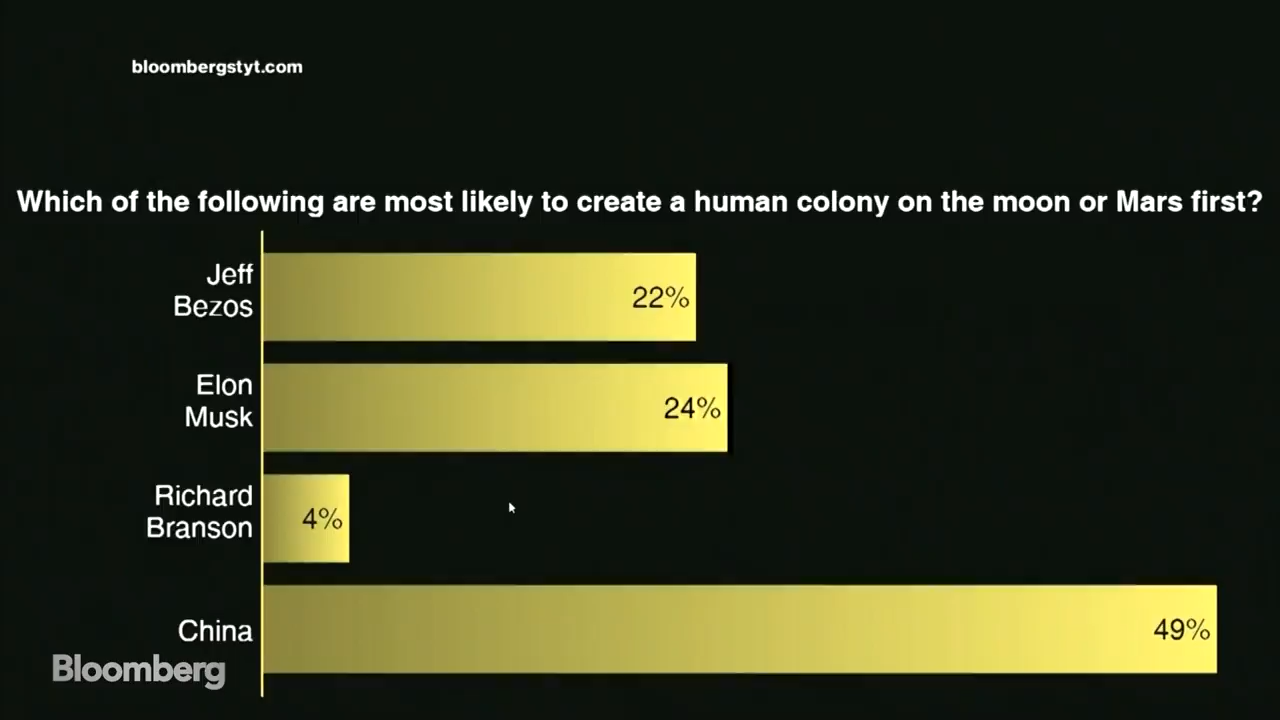 bloombergstyt.com
Which of the following are most likely to create a human colony on the moon or Mars first?
Jeff
Bezos
22%
Elon
Musk
24%
Richard
Branson
4%
China
49%
Bloomberg